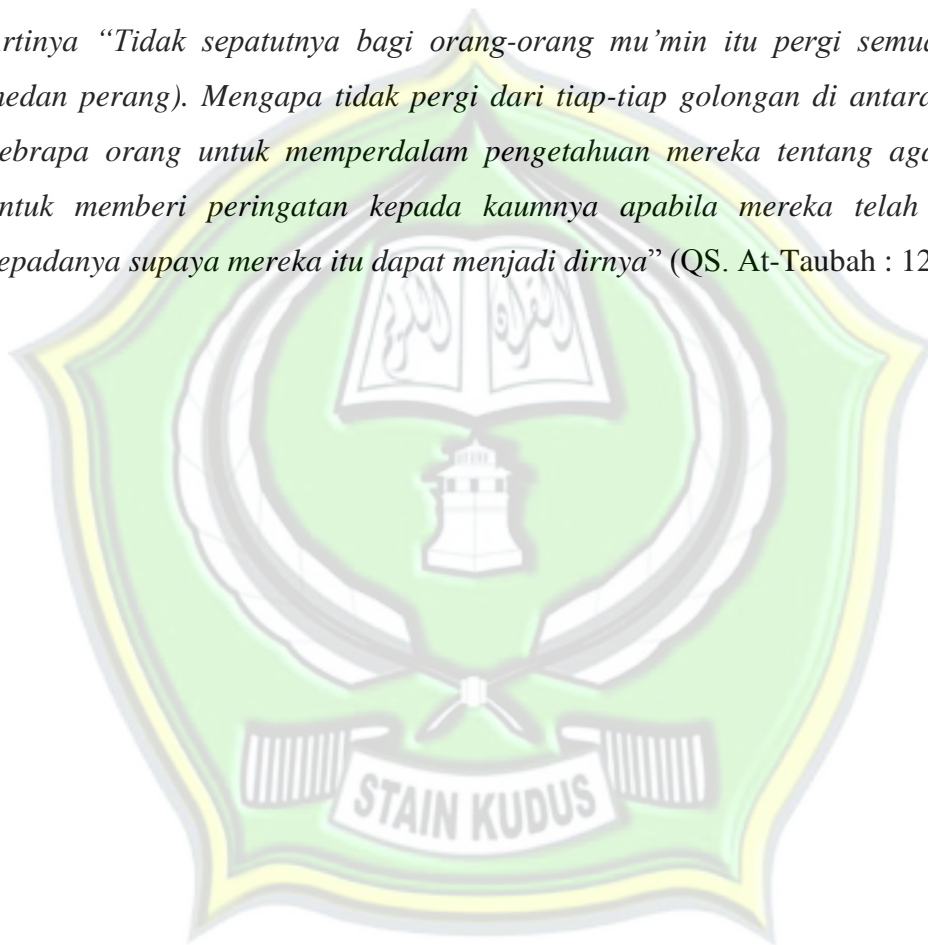 rtinya “Tidak sepatutnya bagi orang-orang mu’min itu pergi semua
medan perang). Mengapa tidak pergi dari tiap-tiap golongan di antara
ebrapa orang untuk memperdalam pengetahuan mereka tentang aga
ntuk memberi peringatan kepada kaumnya apabila mereka telah
epadanya supaya mereka itu dapat menjadi dirnya” (QS. At-Taubah : 12
STAIN KUDUS